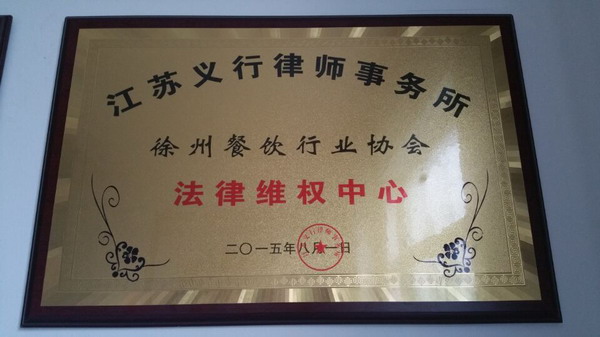 江苏义行律师事务所
徐州餐饮行业协会
法律维权中心
二〇一五年八月一日